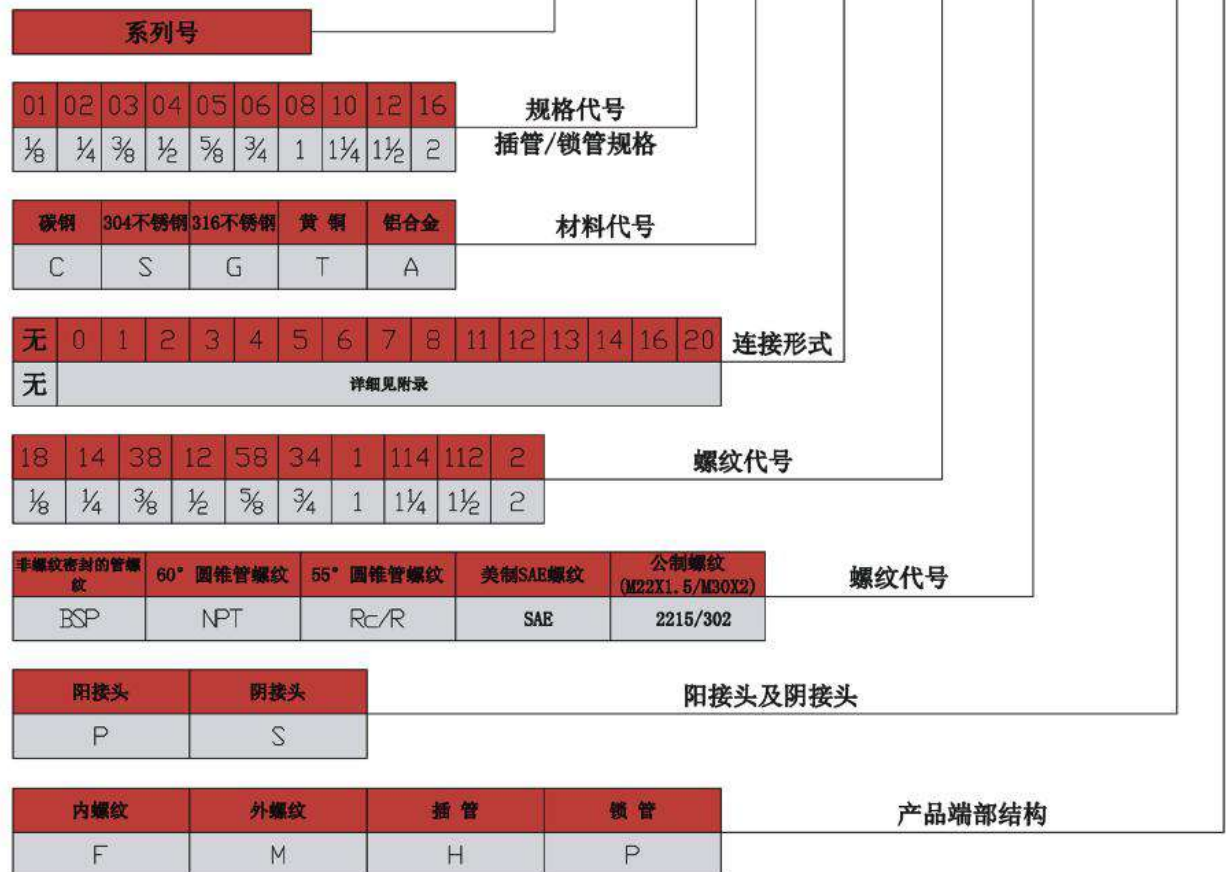 系列号
01 02 03 04 05 06 08 10 12 16
规格代号
⅛ ¼ ⅜ ½ ⅝ ¾ 1 1¼ 1½ 2
插管/锁管规格
碳钢 304不锈钢 316不锈钢 黄 铜 铝合金
材料代号
C S G T A
无 0 1 2 3 4 5 6 7 8 11 12 13 14 16 20
连接形式
无 详细见附录
18 14 38 12 58 34 1 114 112 2
螺纹代号
⅛ ¼ ⅜ ½ ⅝ ¾ 1 1¼ 1½ 2
非螺纹密封的管螺
纹
60° 圆锥管螺纹 55° 圆锥管螺纹 美制SAE螺纹
公制螺纹
(M22X1.5/M30X2)
螺纹代号
BSP NPT Rc/R SAE 2215/302
阳接头 阴接头
阳接头及阴接头
P S
内螺纹 外螺纹 插 管 锁 管
产品端部结构
F M H P